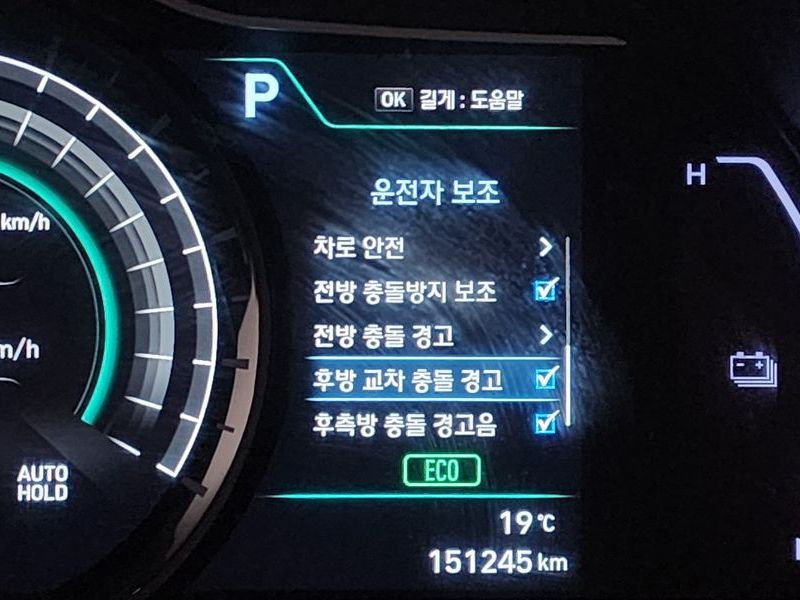 P
OK 길게 : 도움말
운전자 보조
km/h
차로 안전
전방 충돌방지 보조
전방 충돌 경고
m/h
후방 교차 충돌 경고
후측방 충돌 경고음
ECO
AUTO
HOLD
19℃
151245 km
H